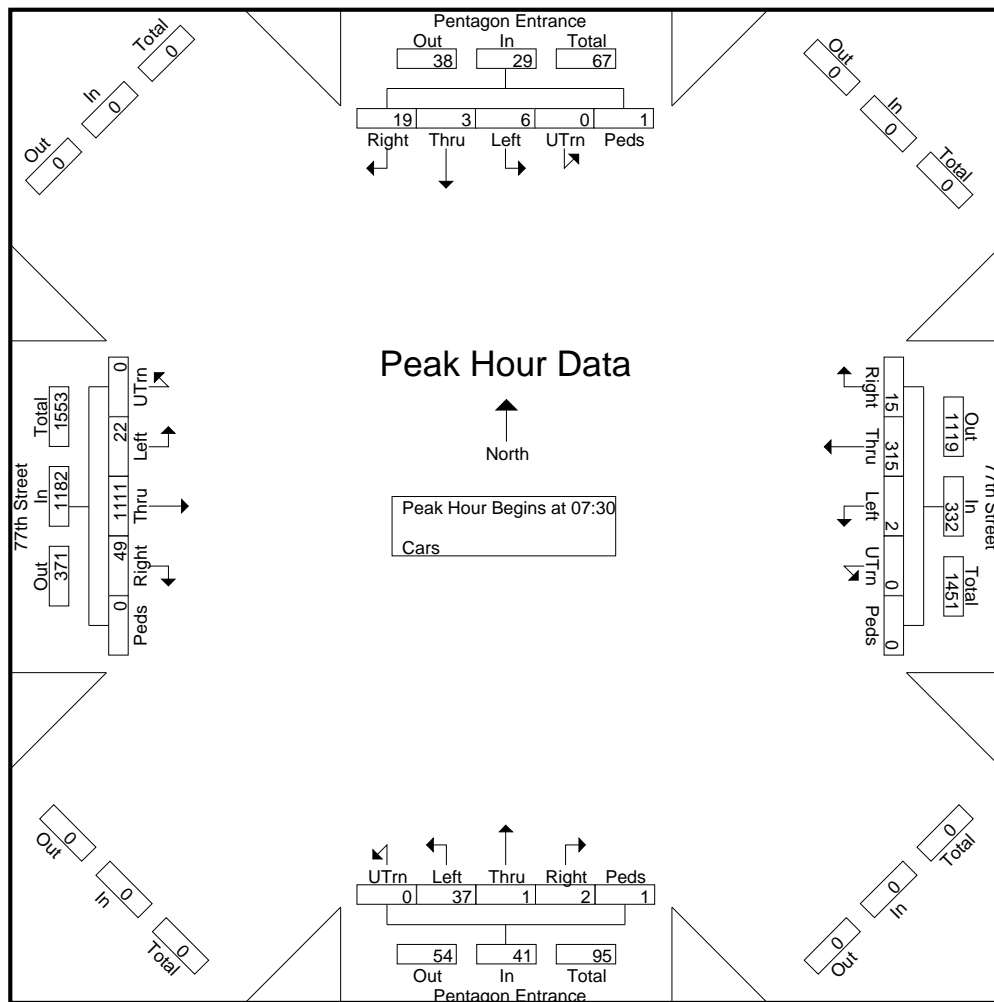 Pentagon Entrance
Out In Total
38 29 67
19 3 6 0 1
Right Thru Left UTrn Peds
Total
0
In
0
Out
0
Out
0
In
0
Total
0
77th Street
Total In Out
1553 1182 371
0 22 1111 49 0
UTrn Left Thru Right Peds
Peak Hour Data
North
Peak Hour Begins at 07:30
Cars
Right Thru Left UTrn Peds
15 315 2 0 0
Out In Total
1119 332 1451
77th Street
0
Out
0
In
0
Total
UTrn Left Thru Right Peds
0 37 1 2 1
54 41 95
Out In Total
Pentagon Entrance
0
Total
0
In
0
Out